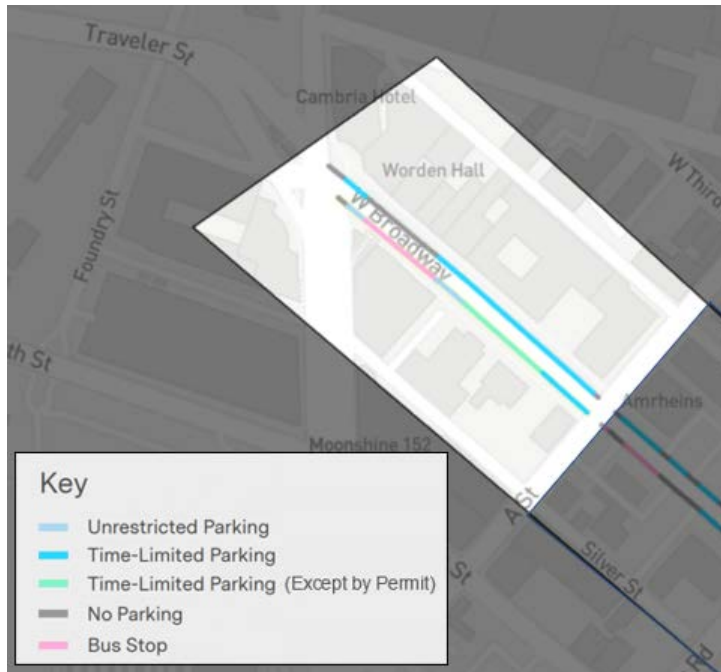 Traveler St
Cambria Hotel
Worden Hall
W Third
W Broadway
Foundry St
th St
Amrheins
Moonshine 152
A St
St
Silver St
Rd
Key
Unrestricted Parking
Time-Limited Parking
Time-Limited Parking (Except by Permit)
No Parking
Bus Stop